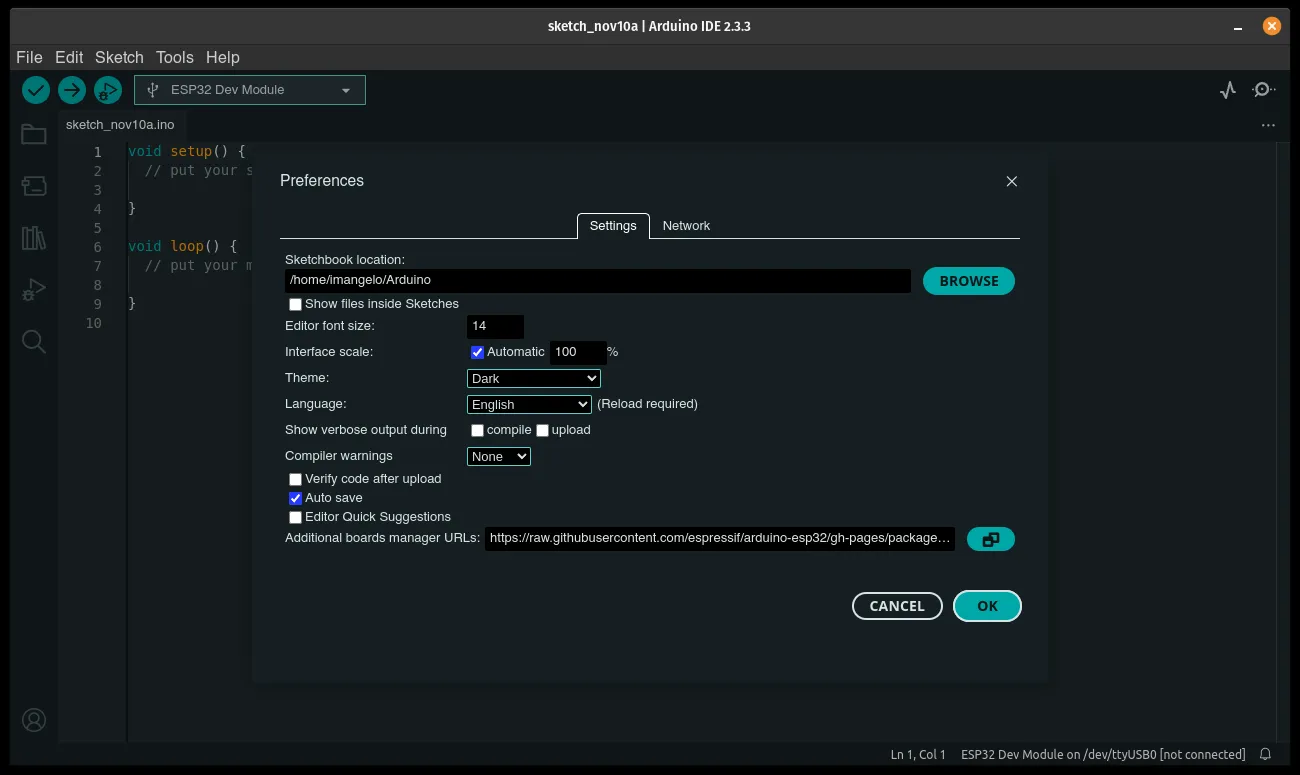 sketch_nov10a | Arduino IDE 2.3.3
File Edit Sketch Tools Help
ESP32 Dev Module
sketch_nov10a.ino
1 void setup() {
2 // put your s
3
4 }
5
6 void loop() {
7 // put your m
8
9 }
10
Preferences
Settings Network
Sketchbook location:
/home/imangelo/Arduino BROWSE
Show files inside Sketches
Editor font size: 14
Interface scale: Automatic 100 %
Theme: Dark
Language: English (Reload required)
Show verbose output during compile upload
Compiler warnings None
Verify code after upload
Auto save
Editor Quick Suggestions
Additional boards manager URLs: https://raw.githubusercontent.com/espressif/arduino-esp32/gh-pages/package…
CANCEL OK
Ln 1, Col 1 ESP32 Dev Module on /dev/ttyUSB0 [not connected]